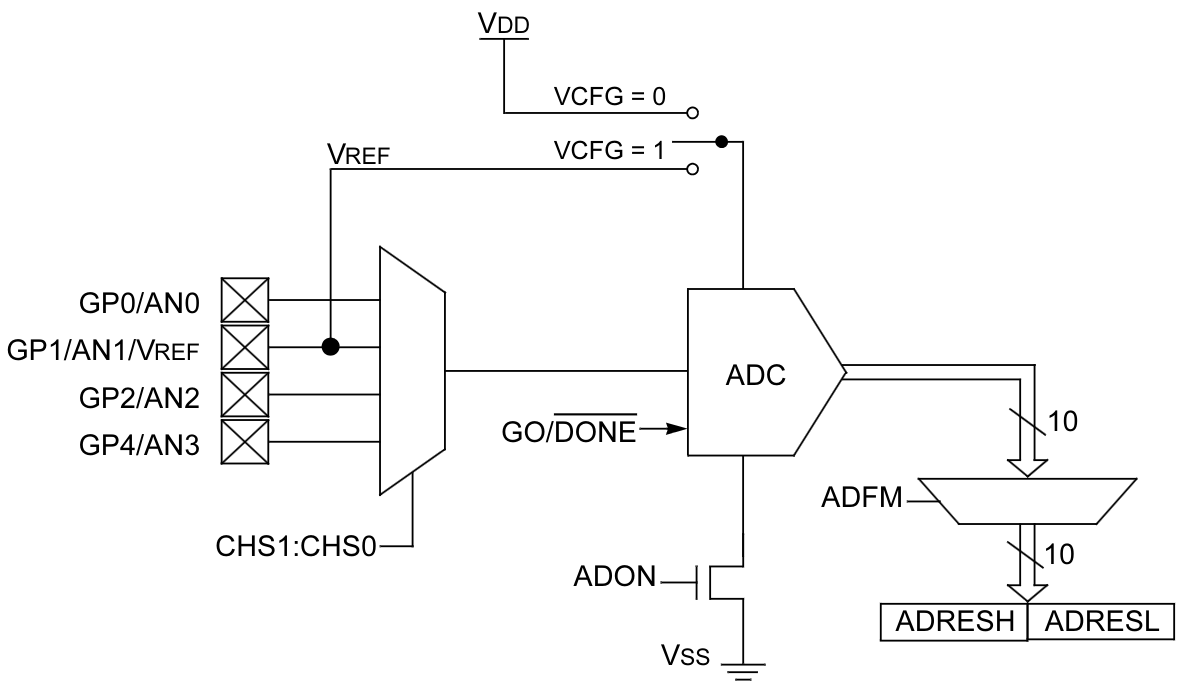 VDD
VCFG = 0
VCFG = 1
VREF
GP0/AN0
GP1/AN1/VREF
GP2/AN2
GP4/AN3
ADC
GO/DONE
10
ADFM
CHS1:CHS0
10
ADON
ADRESH ADRESL
VSS